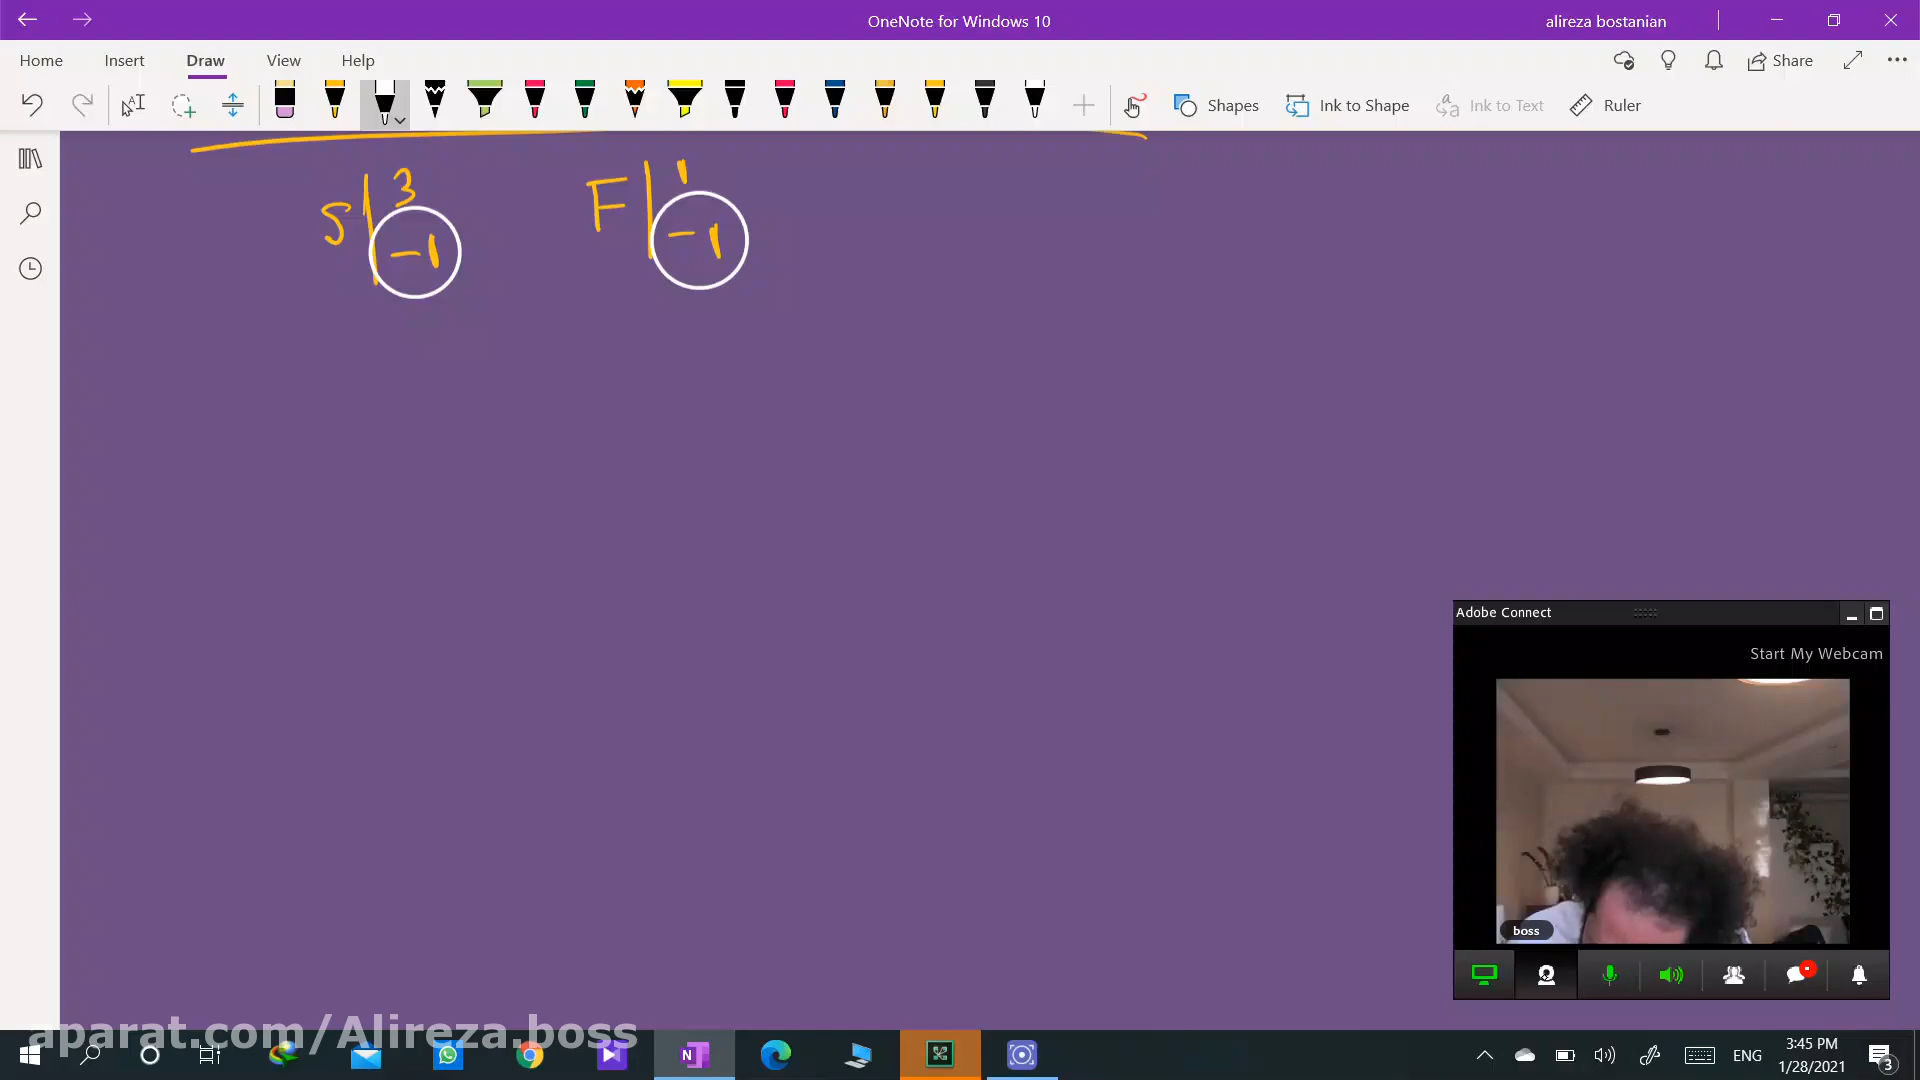 OneNote for Windows 10
alireza bostanian
Home Insert Draw View Help
Share
Shapes Ink to Shape Ink to Text Ruler
S 3
-1
F 1
-1
Adobe Connect
Start My Webcam
boss
aparat.com/Alireza.boss
ENG
3:45 PM
1/28/2021
3